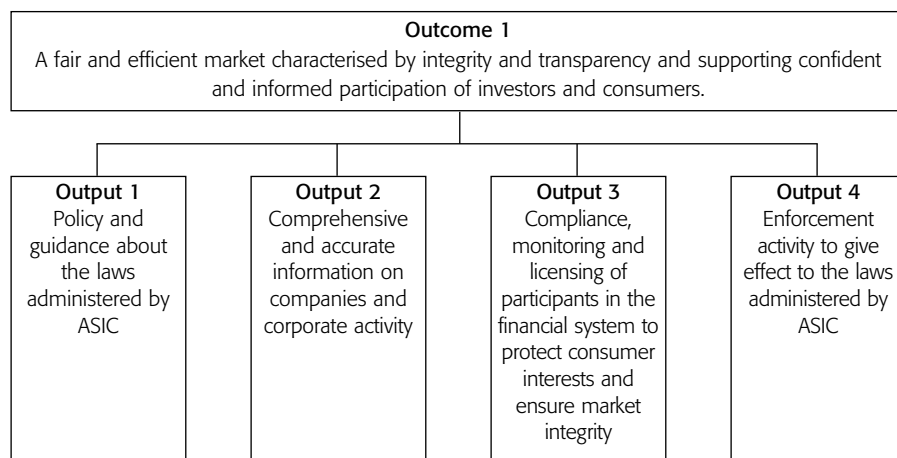 Outcome 1
A fair and efficient market characterised by integrity and transparency and supporting confident
and informed participation of investors and consumers.
Output 1
Policy and
guidance about
the laws
administered by
ASIC
Output 2
Comprehensive
and accurate
information on
companies and
corporate activity
Output 3
Compliance,
monitoring and
licensing of
participants in the
financial system to
protect consumer
interests and
ensure market
integrity
Output 4
Enforcement
activity to give
effect to the laws
administered by
ASIC